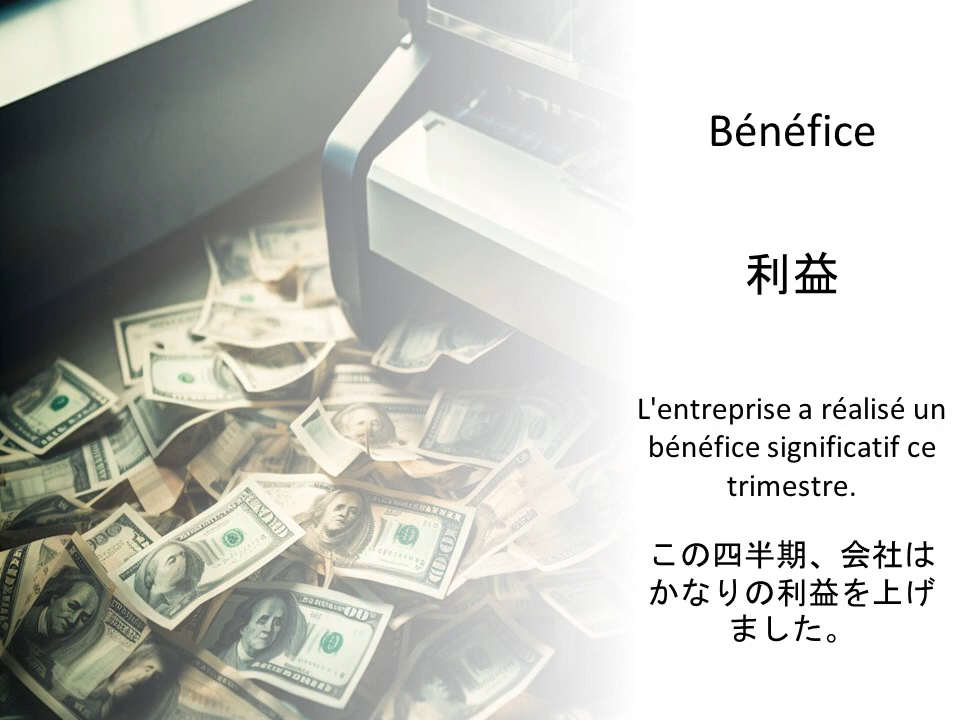 Bénéfice
利益
L'entreprise a réalisé un
bénéfice significatif ce
trimestre.
この四半期、会社は
かなりの利益を上げ
ました。